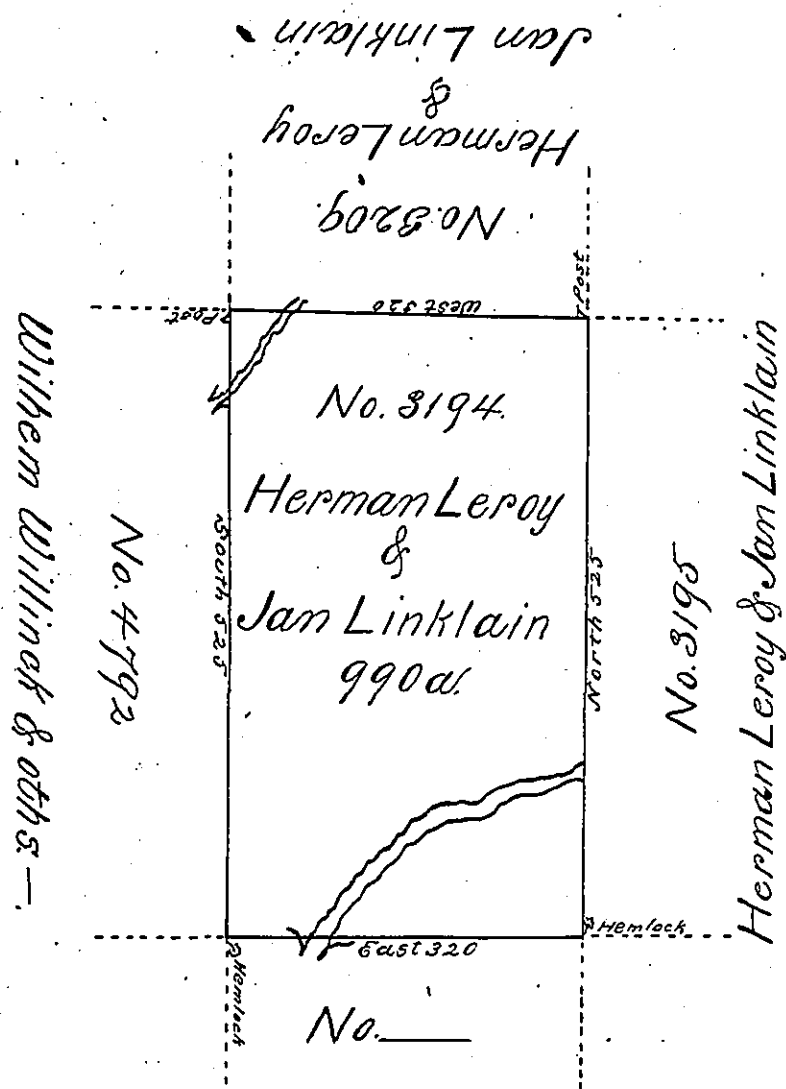 Jan Linklain
&
Herman Leroy
No. 3209.
Post
West 320
Post
No. 3194.
Herman Leroy
&
Jan Linklain
990a.
South 525
North 525
No. 4792
Wilhem Willinck & oths —
No. 3195
Herman Leroy & Jan Linklain
Hemlock
East 320
Hemlock
No.